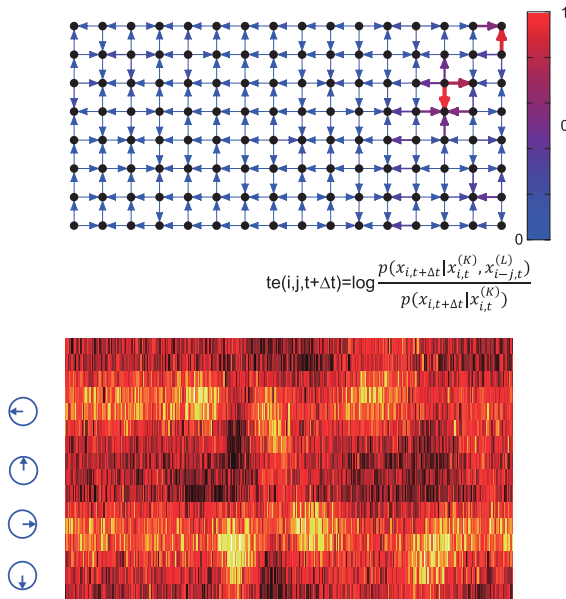 1
0
0
te(i,j,t+Δt)=log p(x_{i,t+Δt}|x_{i,t}^{(K)}, x_{i−j,t}^{(L)}) / p(x_{i,t+Δt}|x_{i,t}^{(K)})